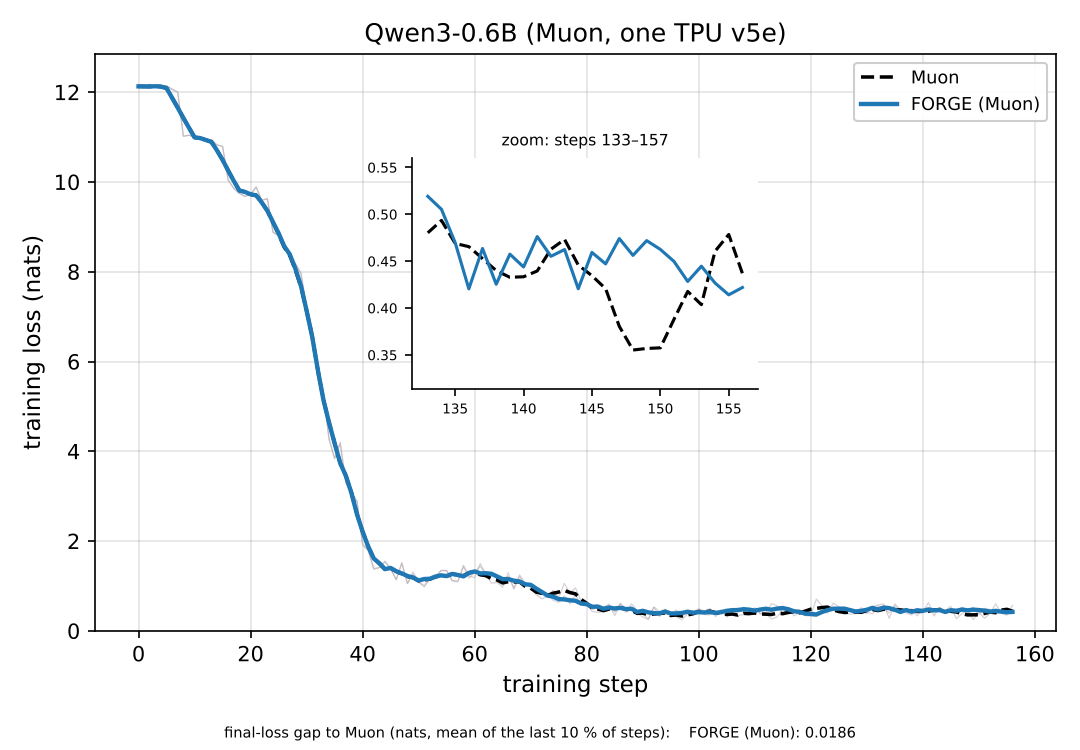 Qwen3-0.6B (Muon, one TPU v5e)
Muon
FORGE (Muon)
zoom: steps 133–157
0.55
0.50
0.45
0.40
0.35
135 140 145 150 155
training loss (nats)
12
10
8
6
4
2
0
0 20 40 60 80 100 120 140 160
training step
final-loss gap to Muon (nats, mean of the last 10 % of steps): FORGE (Muon): 0.0186